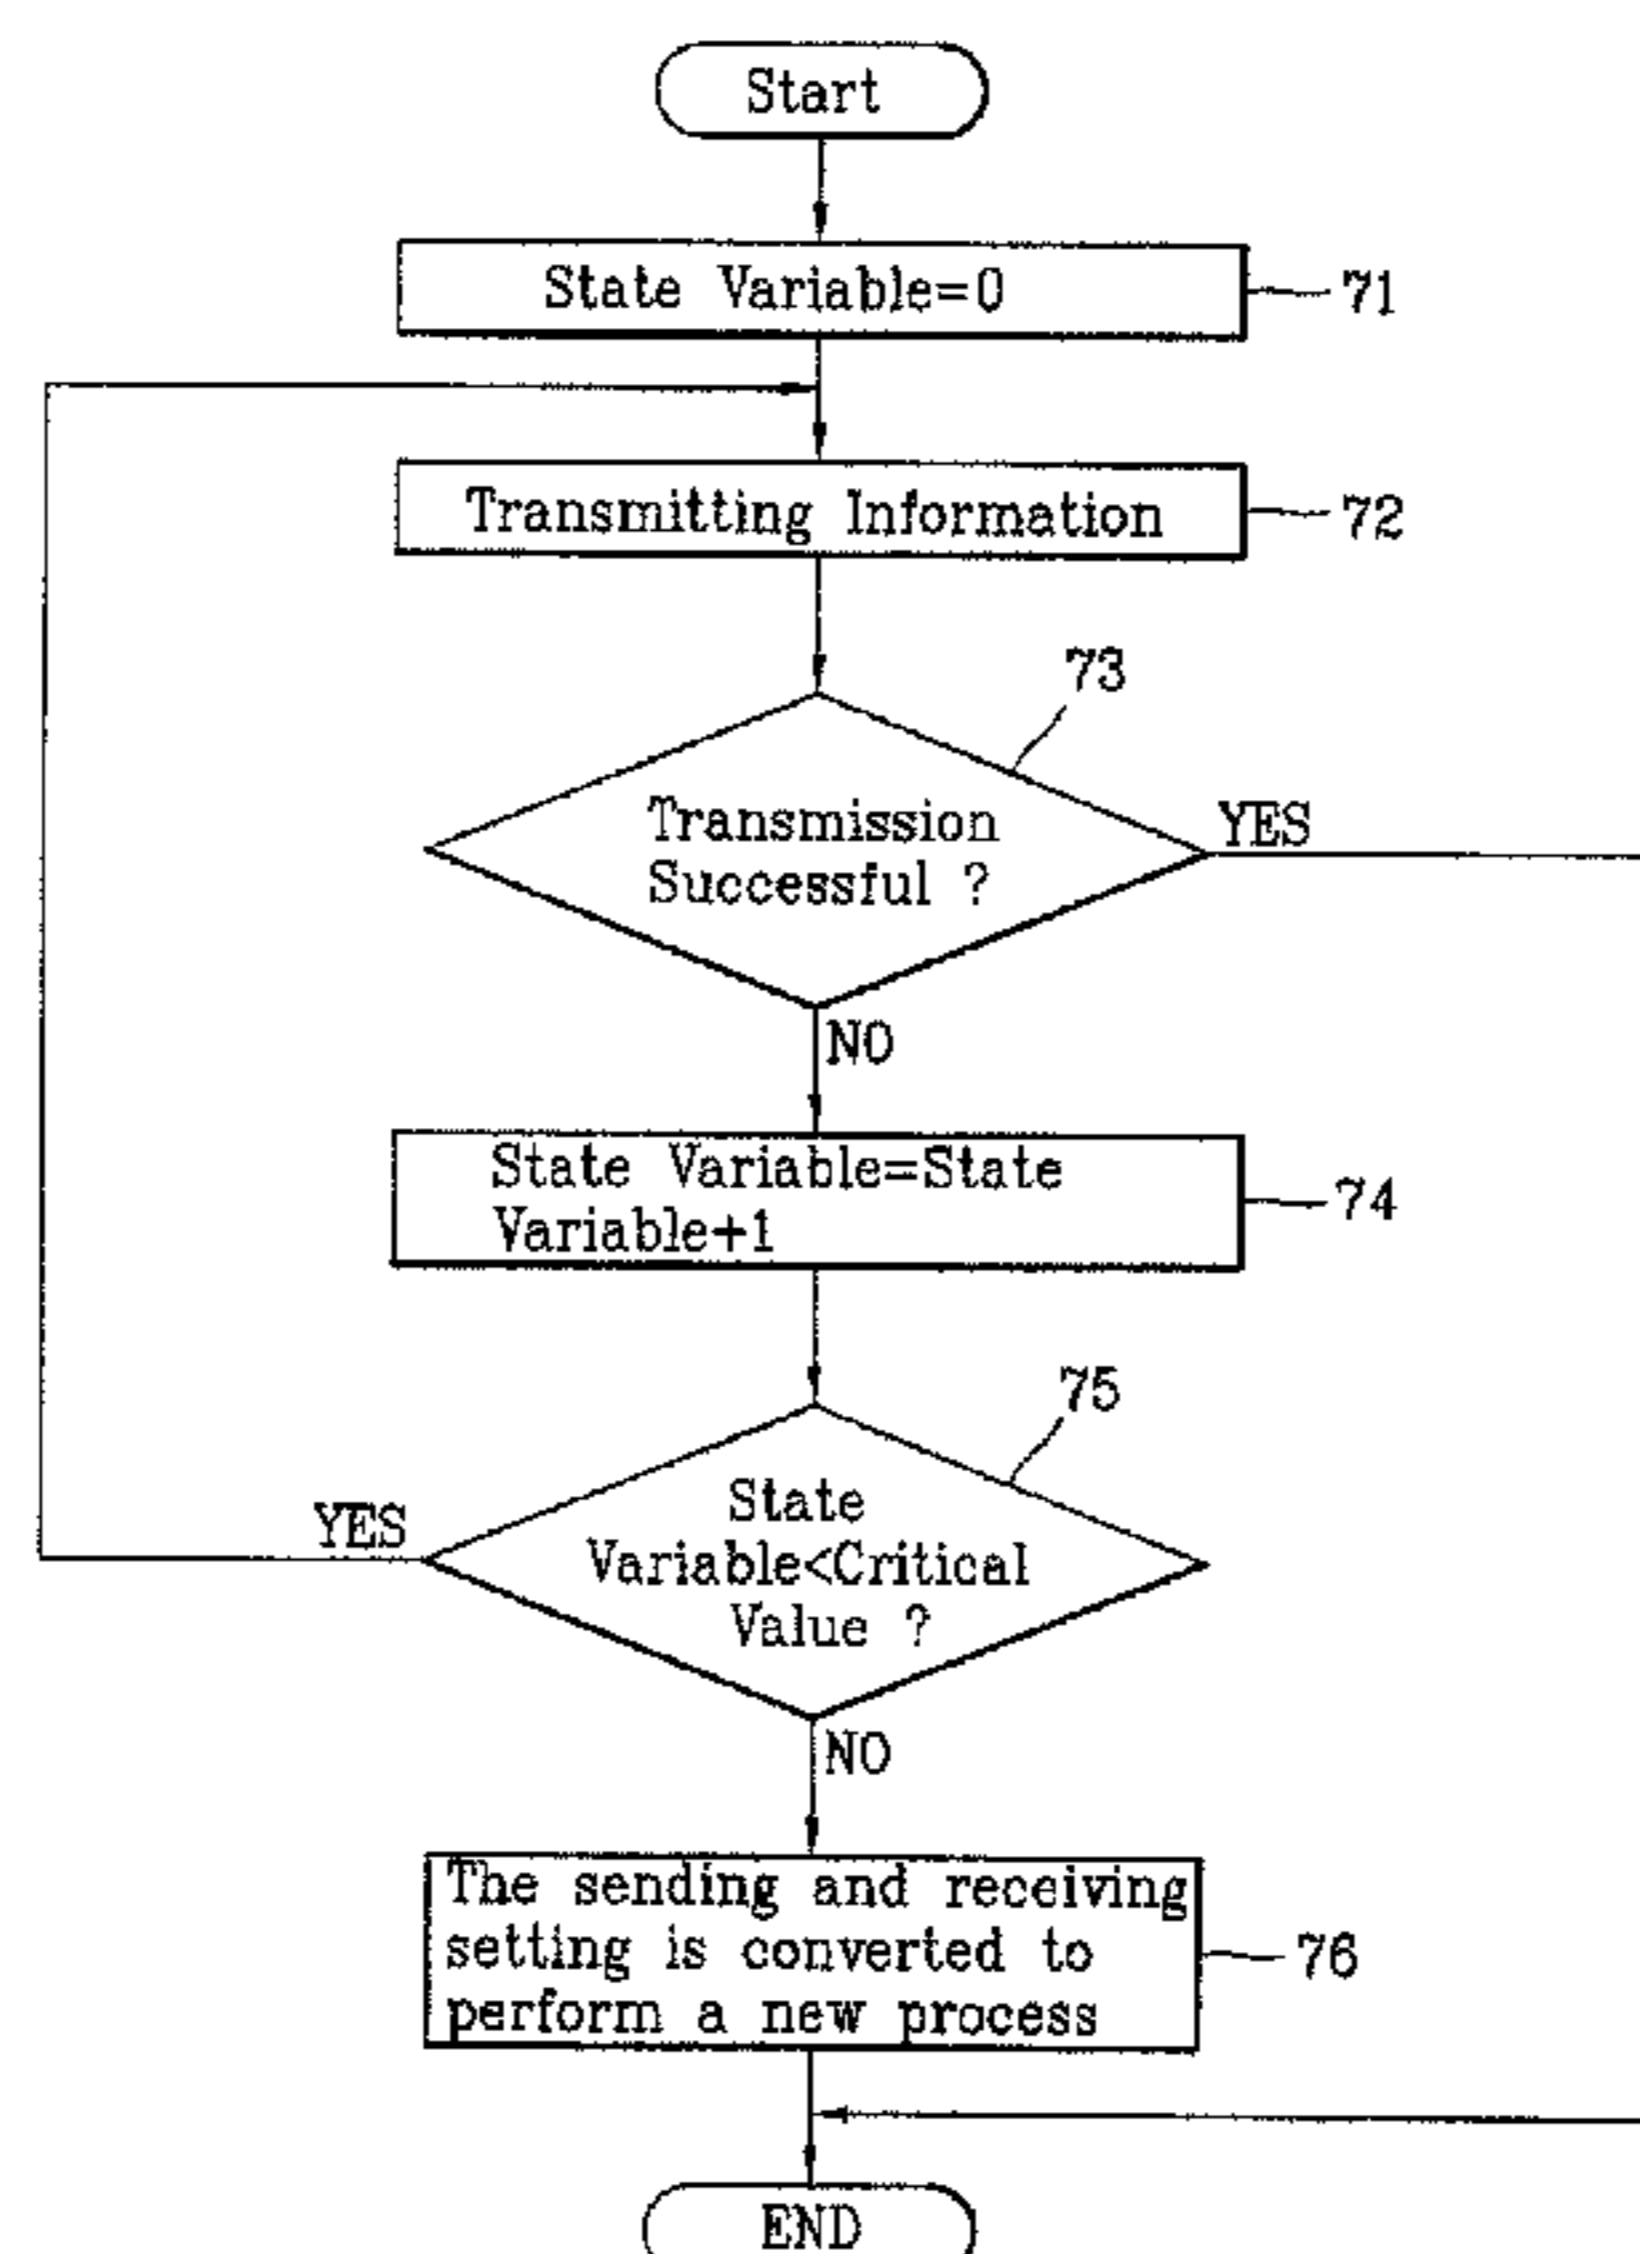 Start
State Variable=0
71
Transmitting Information
72
73
Transmission
Successful ?
YES
NO
State Variable=State
Variable+1
74
75
State
Variable<Critical
Value ?
YES
NO
The sending and receiving
setting is converted to
perform a new process
76
END